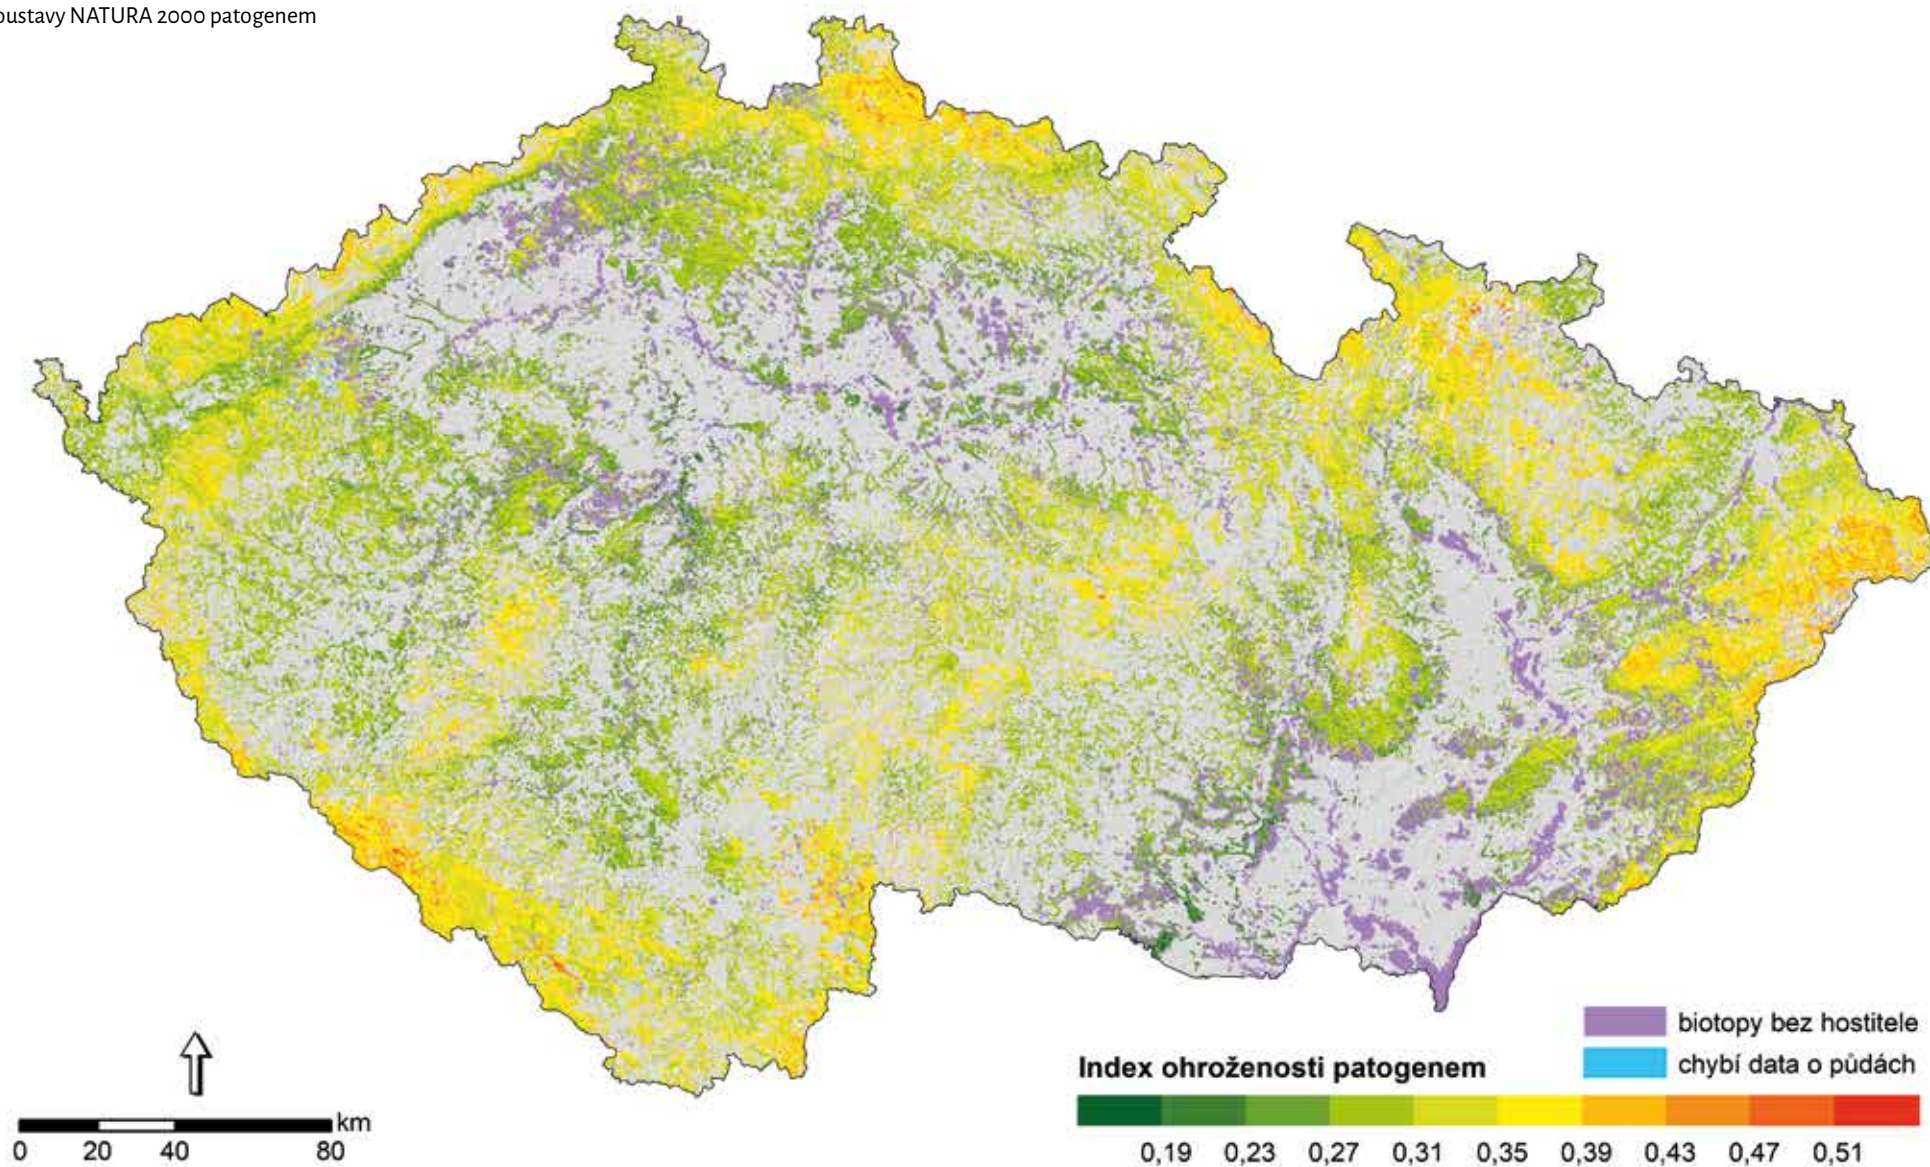 oustavy NATURA 2000 patogenem
biotopy bez hostitele
chybí data o půdách
Index ohroženosti patogenem
0,19 0,23 0,27 0,31 0,35 0,39 0,43 0,47 0,51
km
0 20 40 80